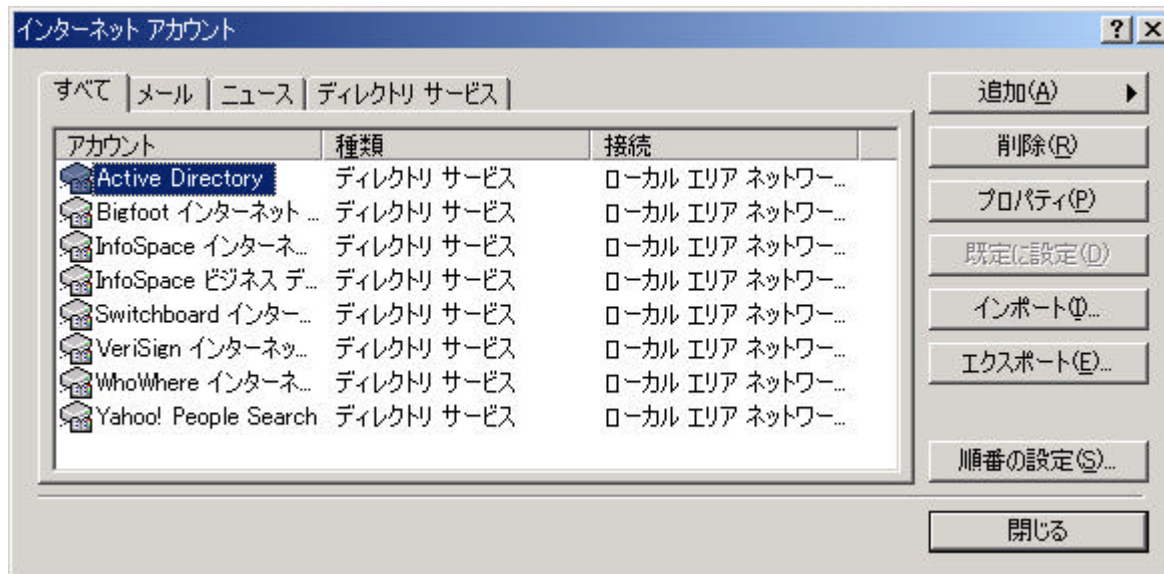 インターネット アカウント
すべて メール ニュース ディレクトリ サービス
アカウント 種類 接続
Active Directory ディレクトリ サービス ローカル エリア ネットワー...
Bigfoot インターネット ... ディレクトリ サービス ローカル エリア ネットワー...
InfoSpace インターネ... ディレクトリ サービス ローカル エリア ネットワー...
InfoSpace ビジネス デ... ディレクトリ サービス ローカル エリア ネットワー...
Switchboard インター... ディレクトリ サービス ローカル エリア ネットワー...
VeriSign インターネッ... ディレクトリ サービス ローカル エリア ネットワー...
WhoWhere インターネ... ディレクトリ サービス ローカル エリア ネットワー...
Yahoo! People Search ディレクトリ サービス ローカル エリア ネットワー...
追加(A)
削除(R)
プロパティ(P)
既定に設定(D)
インポート(I)...
エクスポート(E)...
順番の設定(S)...
閉じる